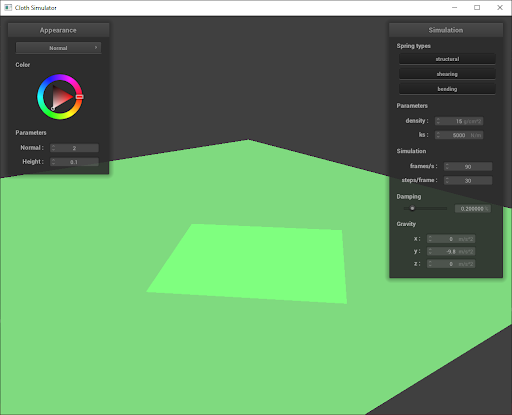 Cloth Simulator
Appearance
Normal
Color
Parameters
Normal : 2
Height : 0.1
Simulation
Spring types
structural
shearing
bending
Parameters
density : 15 g/cm^2
ks : 5000 N/m
Simulation
frames/s : 90
steps/frame : 30
Damping
0.200000 %
Gravity
x : 0 m/s^2
y : -9.8 m/s^2
z : 0 m/s^2